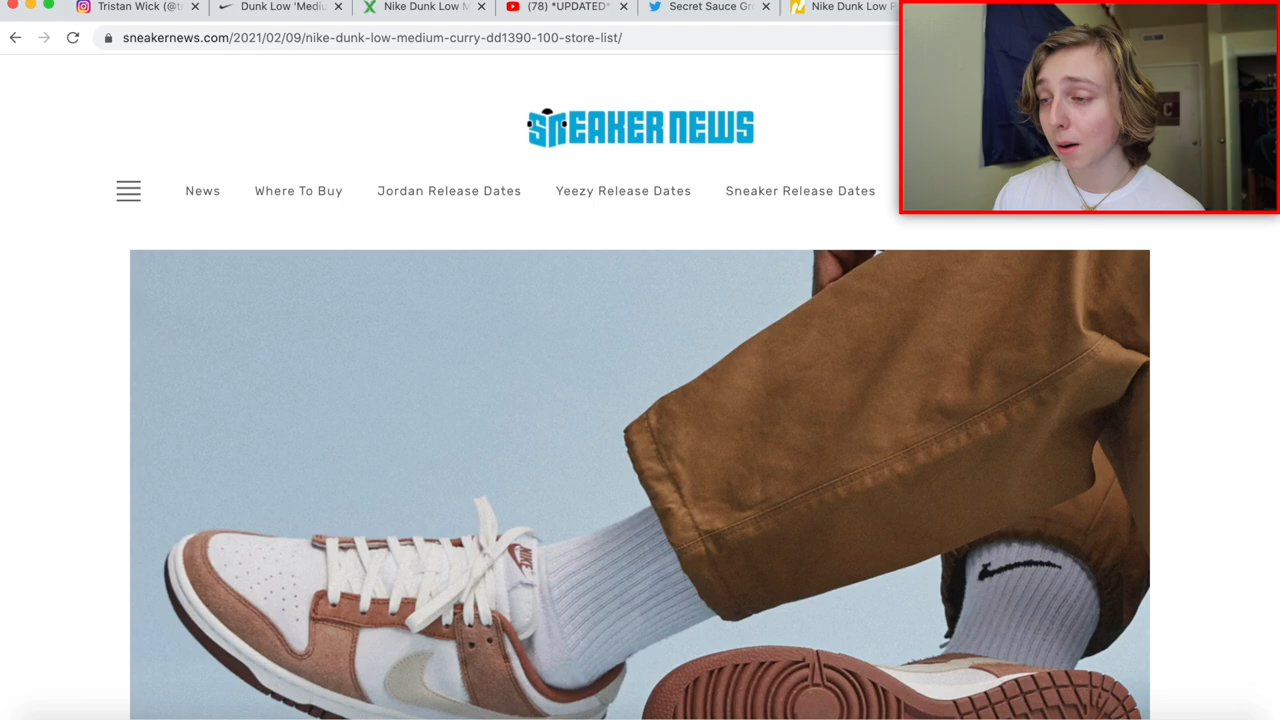 Tristan Wick (@t
Dunk Low 'Mediu
Nike Dunk Low M
(78) *UPDATED*
Secret Sauce Gr
Nike Dunk Low R
sneakernews.com/2021/02/09/nike-dunk-low-medium-curry-dd1390-100-store-list/
SNEAKER NEWS
News
Where To Buy
Jordan Release Dates
Yeezy Release Dates
Sneaker Release Dates
NIKE
C